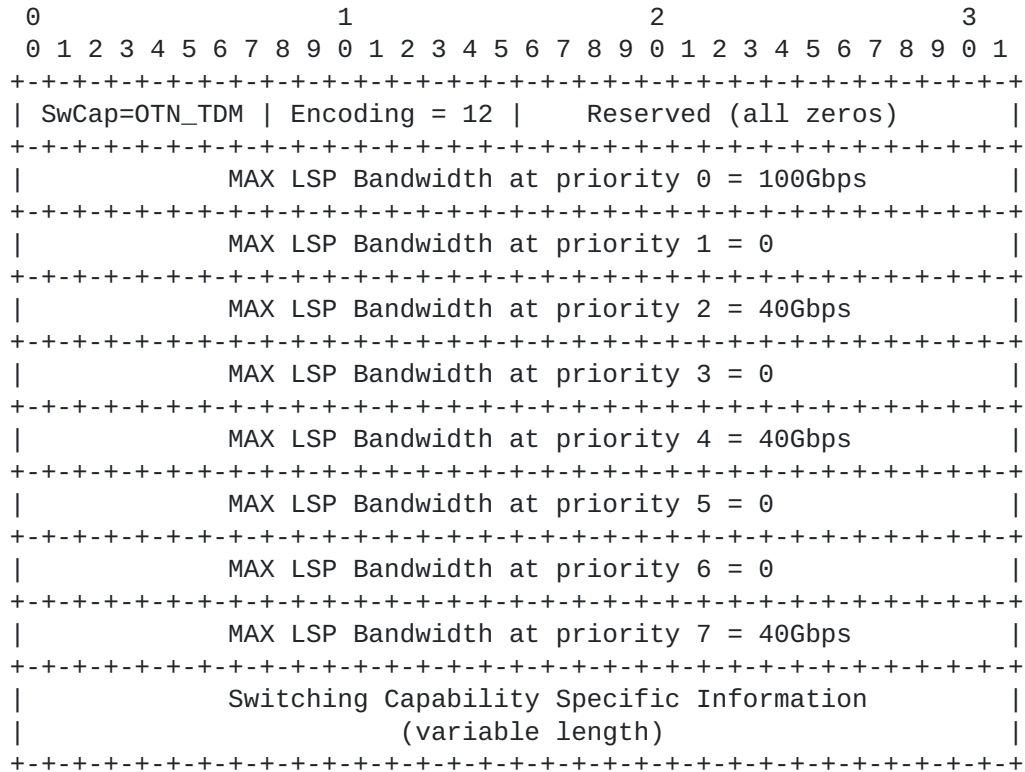 0                   1                   2                   3
 0 1 2 3 4 5 6 7 8 9 0 1 2 3 4 5 6 7 8 9 0 1 2 3 4 5 6 7 8 9 0 1
+-+-+-+-+-+-+-+-+-+-+-+-+-+-+-+-+-+-+-+-+-+-+-+-+-+-+-+-+-+-+-+-+
| SwCap=OTN_TDM | Encoding = 12 |    Reserved (all zeros)       |
+-+-+-+-+-+-+-+-+-+-+-+-+-+-+-+-+-+-+-+-+-+-+-+-+-+-+-+-+-+-+-+-+
|             MAX LSP Bandwidth at priority 0 = 100Gbps         |
+-+-+-+-+-+-+-+-+-+-+-+-+-+-+-+-+-+-+-+-+-+-+-+-+-+-+-+-+-+-+-+-+
|             MAX LSP Bandwidth at priority 1 = 0               |
+-+-+-+-+-+-+-+-+-+-+-+-+-+-+-+-+-+-+-+-+-+-+-+-+-+-+-+-+-+-+-+-+
|             MAX LSP Bandwidth at priority 2 = 40Gbps          |
+-+-+-+-+-+-+-+-+-+-+-+-+-+-+-+-+-+-+-+-+-+-+-+-+-+-+-+-+-+-+-+-+
|             MAX LSP Bandwidth at priority 3 = 0               |
+-+-+-+-+-+-+-+-+-+-+-+-+-+-+-+-+-+-+-+-+-+-+-+-+-+-+-+-+-+-+-+-+
|             MAX LSP Bandwidth at priority 4 = 40Gbps          |
+-+-+-+-+-+-+-+-+-+-+-+-+-+-+-+-+-+-+-+-+-+-+-+-+-+-+-+-+-+-+-+-+
|             MAX LSP Bandwidth at priority 5 = 0               |
+-+-+-+-+-+-+-+-+-+-+-+-+-+-+-+-+-+-+-+-+-+-+-+-+-+-+-+-+-+-+-+-+
|             MAX LSP Bandwidth at priority 6 = 0               |
+-+-+-+-+-+-+-+-+-+-+-+-+-+-+-+-+-+-+-+-+-+-+-+-+-+-+-+-+-+-+-+-+
|             MAX LSP Bandwidth at priority 7 = 40Gbps          |
+-+-+-+-+-+-+-+-+-+-+-+-+-+-+-+-+-+-+-+-+-+-+-+-+-+-+-+-+-+-+-+-+
|             Switching Capability Specific Information         |
|                        (variable length)                      |
+-+-+-+-+-+-+-+-+-+-+-+-+-+-+-+-+-+-+-+-+-+-+-+-+-+-+-+-+-+-+-+-+